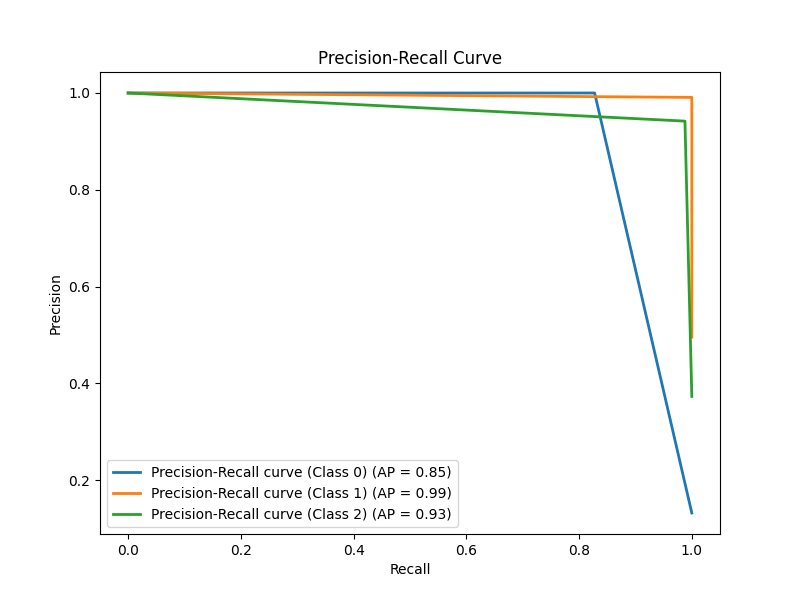 Precision-Recall Curve
1.0
0.8
0.6
0.4
0.2
Precision
Precision-Recall curve (Class 0) (AP = 0.85)
Precision-Recall curve (Class 1) (AP = 0.99)
Precision-Recall curve (Class 2) (AP = 0.93)
0.0 0.2 0.4 0.6 0.8 1.0
Recall